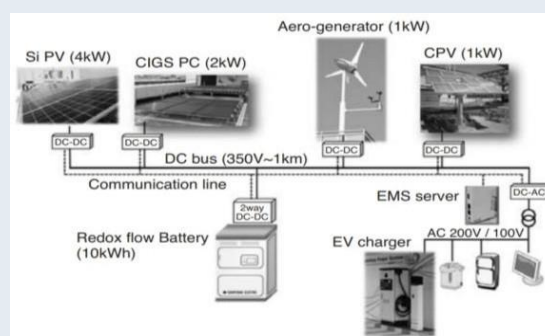 Aero-generator (1kW)
Si PV (4kW)
CIGS PC (2kW)
CPV (1kW)
DC-DC
DC-DC
DC-DC
DC-DC
DC bus (350V~1km)
Communication line
EMS server
DC-AC
2way
DC-DC
AC 200V / 100V
Redox flow Battery
(10kWh)
EV charger